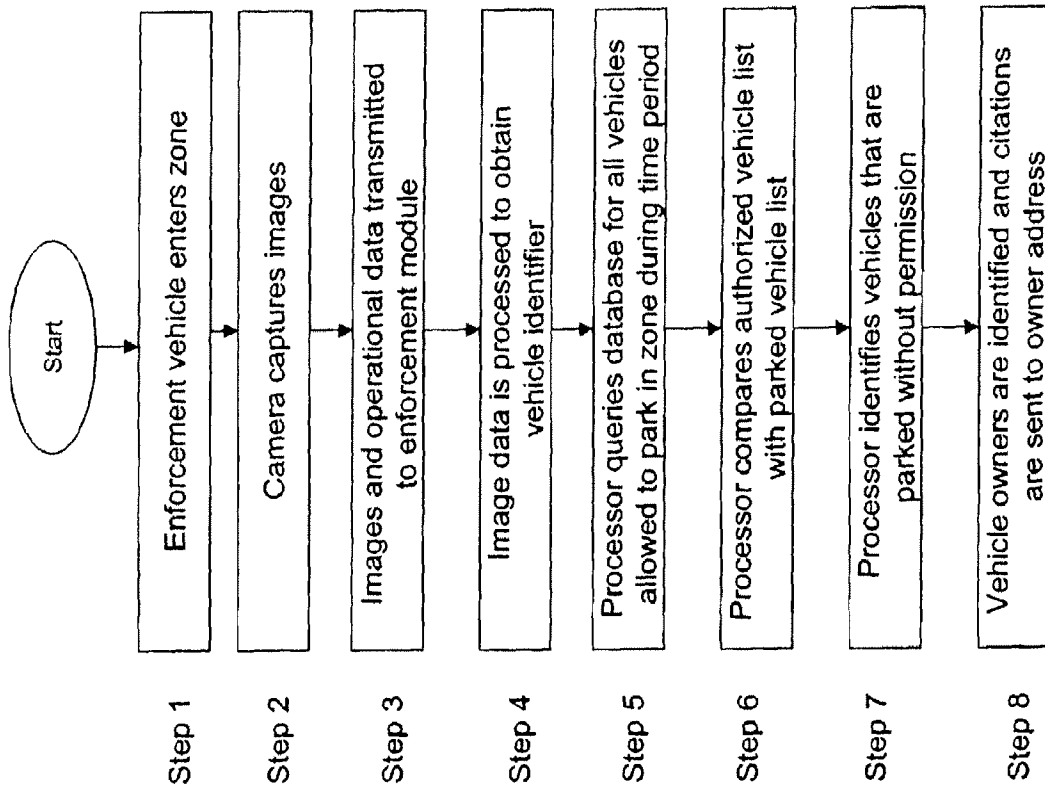 Start
Step 1
Enforcement vehicle enters zone
Step 2
Camera captures images
Step 3
Images and operational data transmitted
to enforcement module
Step 4
Image data is processed to obtain
vehicle identifier
Step 5
Processor queries database for all vehicles
allowed to park in zone during time period
Step 6
Processor compares authorized vehicle list
with parked vehicle list
Step 7
Processor identifies vehicles that are
parked without permission
Step 8
Vehicle owners are identified and citations
are sent to owner address